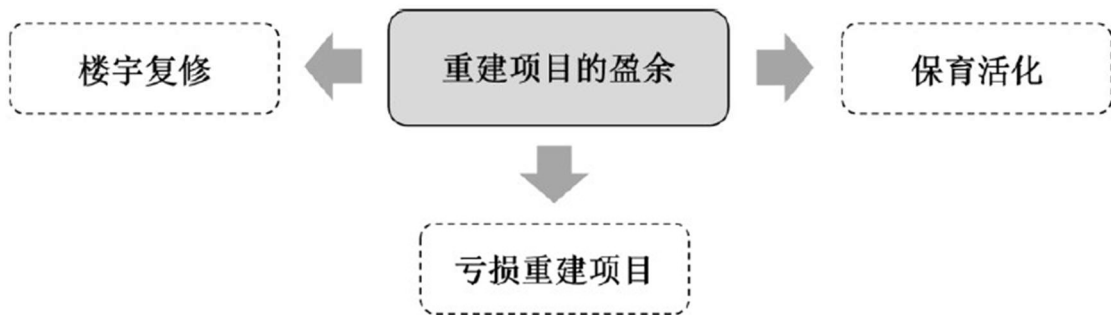 楼宇复修
重建项目的盈余
保育活化
亏损重建项目